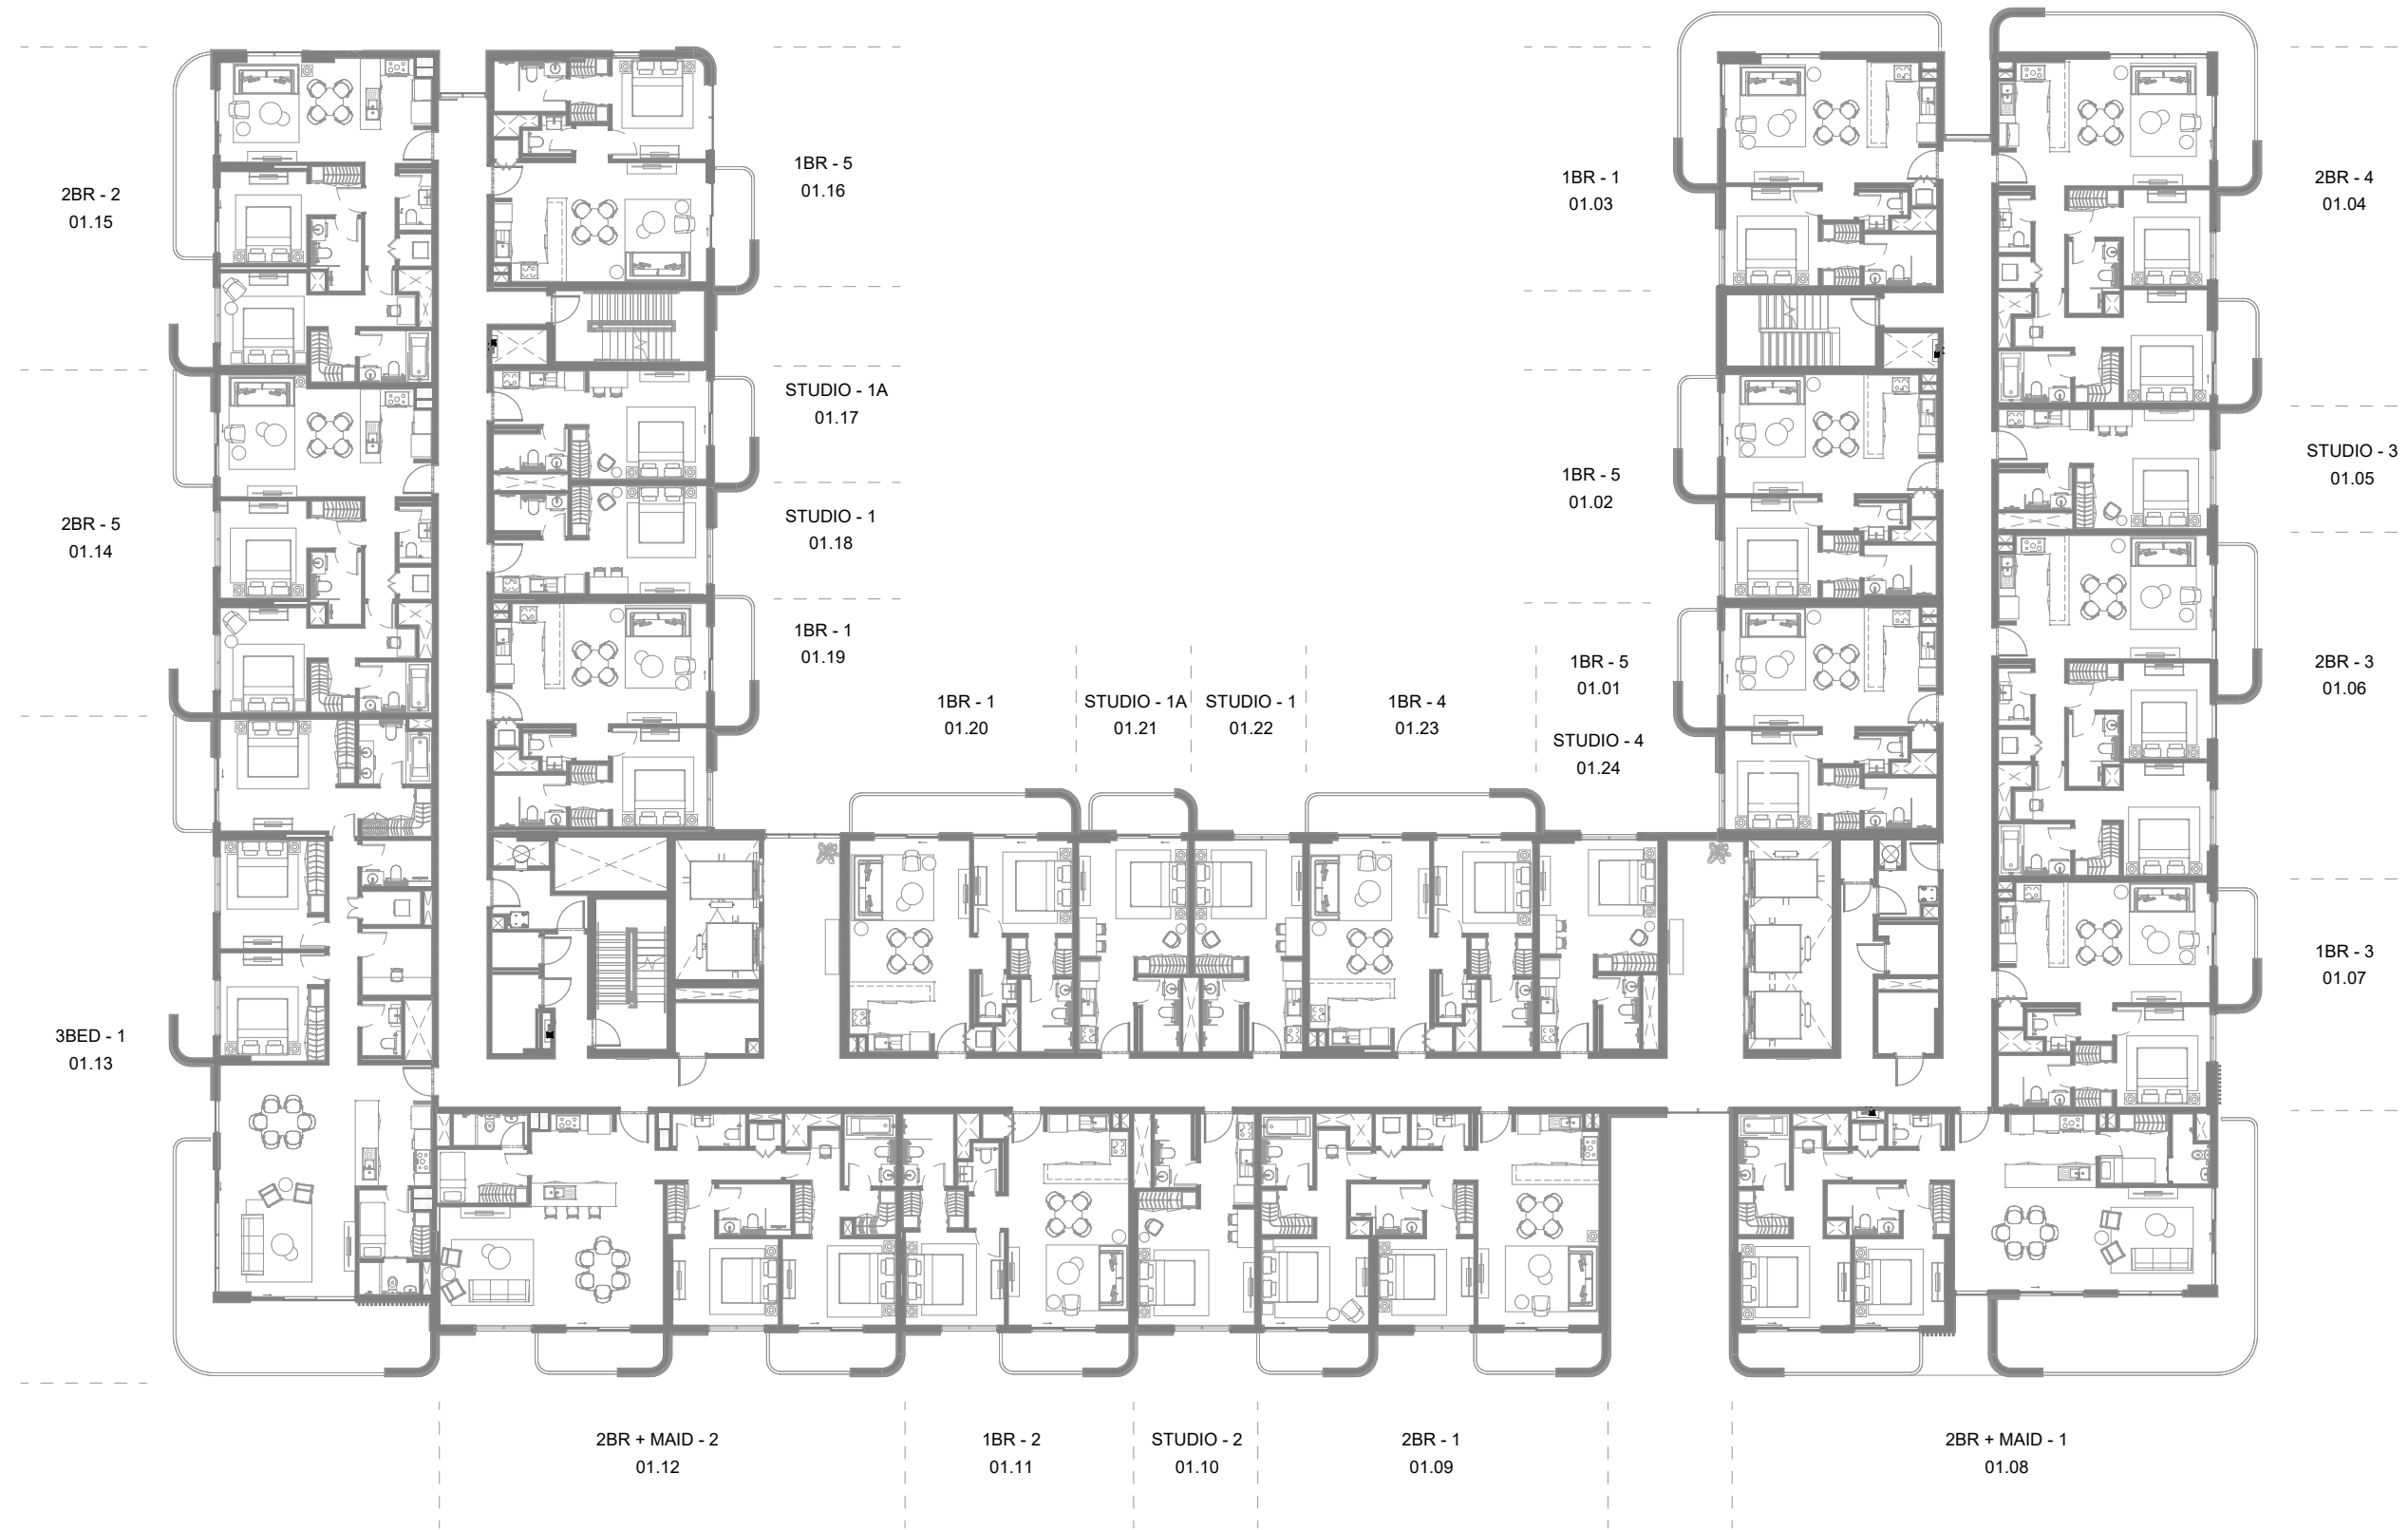 1BR - 5
01.16
1BR - 1
01.03
2BR - 4
01.04
2BR - 2
01.15
STUDIO - 1A
01.17
STUDIO - 3
01.05
1BR - 5
01.02
2BR - 5
01.14
STUDIO - 1
01.18
1BR - 1
01.19
1BR - 5
01.01
2BR - 3
01.06
1BR - 1
01.20
STUDIO - 1A
01.21
STUDIO - 1
01.22
1BR - 4
01.23
STUDIO - 4
01.24
1BR - 3
01.07
3BED - 1
01.13
2BR + MAID - 2
01.12
1BR - 2
01.11
STUDIO - 2
01.10
2BR - 1
01.09
2BR + MAID - 1
01.08